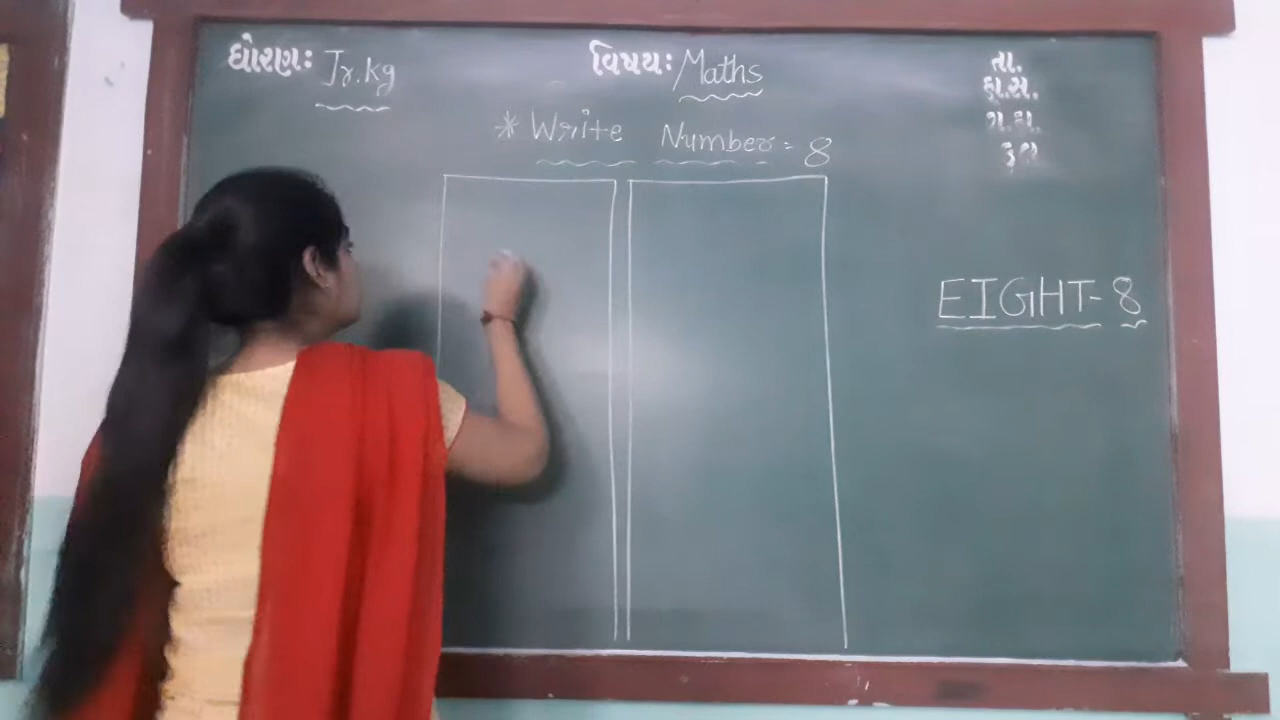 ધોરણ: Jr.kg
વિષય: Maths
* Write Number = 8
તા.
કુ.સ.
ગ.હા.
કુલ
EIGHT- 8